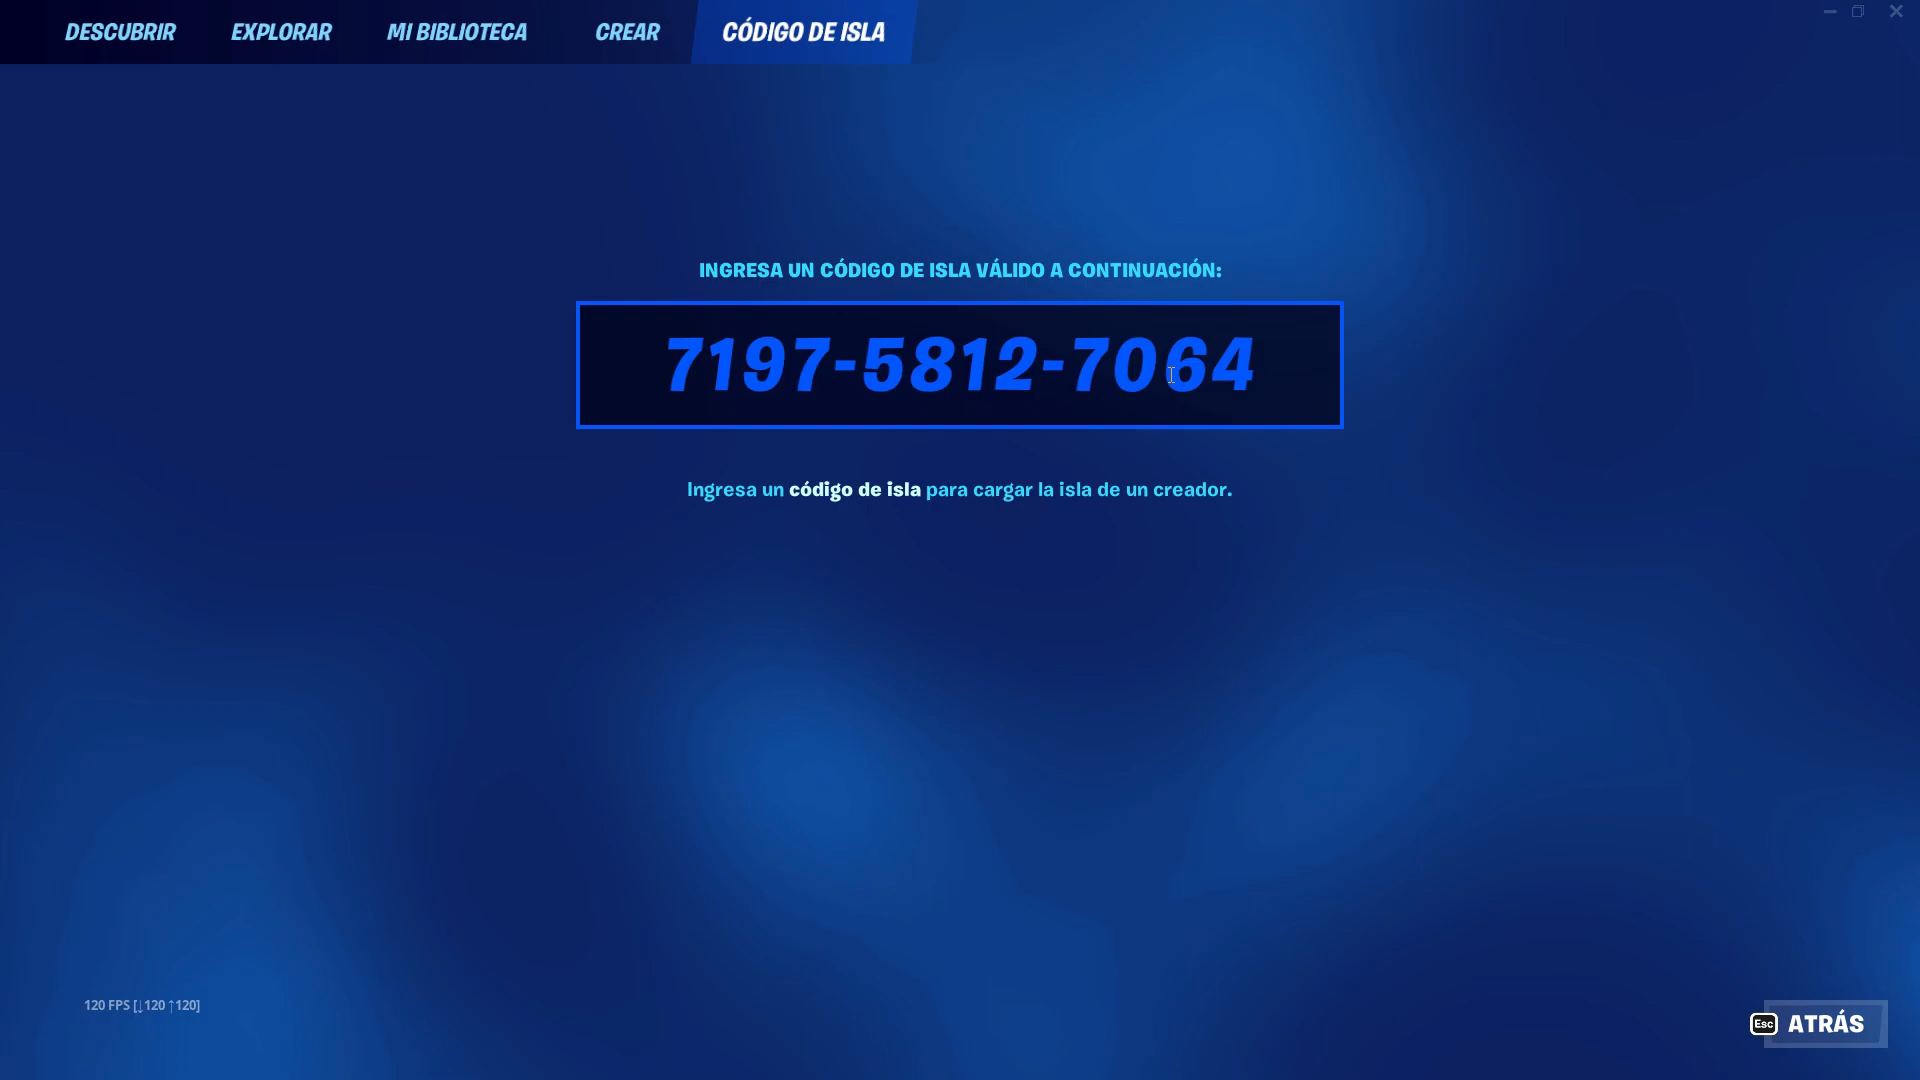 DESCUBRIR EXPLORAR MI BIBLIOTECA CREAR CÓDIGO DE ISLA
INGRESA UN CÓDIGO DE ISLA VÁLIDO A CONTINUACIÓN:
7197-5812-7064
Ingresa un código de isla para cargar la isla de un creador.
120 FPS [↓120 ↑120]
Esc ATRÁS